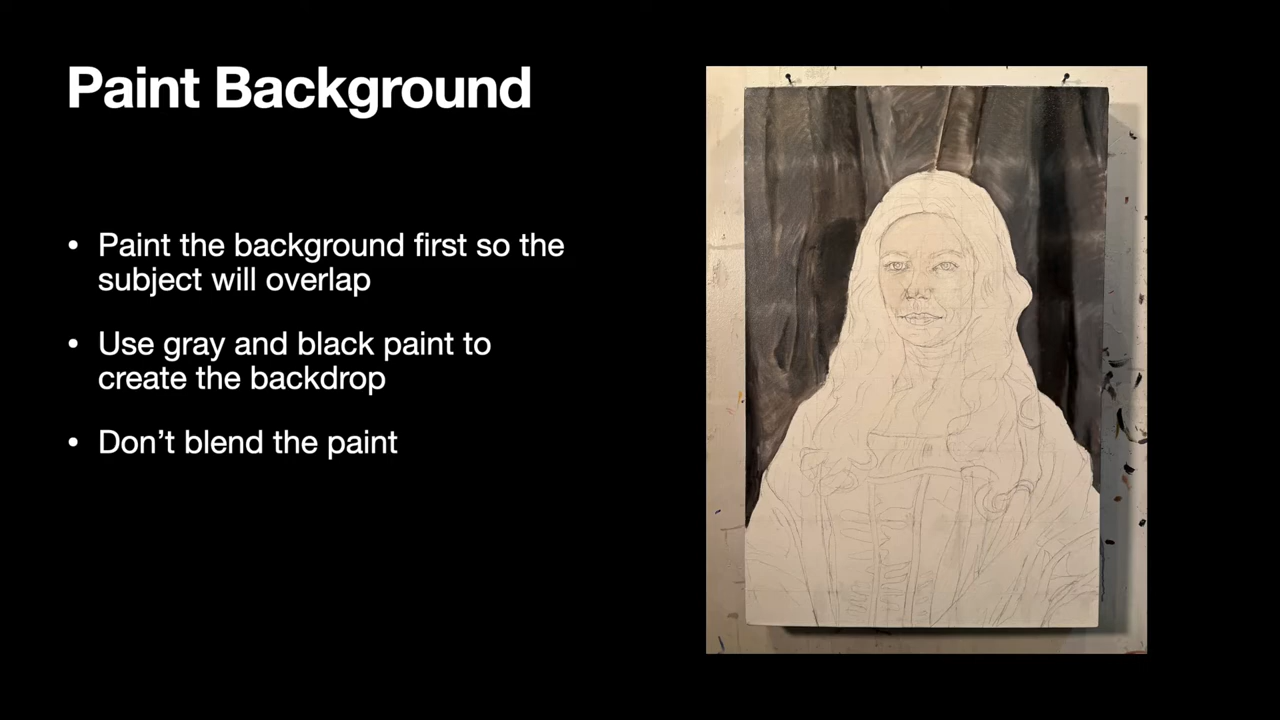 Paint Background
• Paint the background first so the
subject will overlap
• Use gray and black paint to
create the backdrop
• Don’t blend the paint